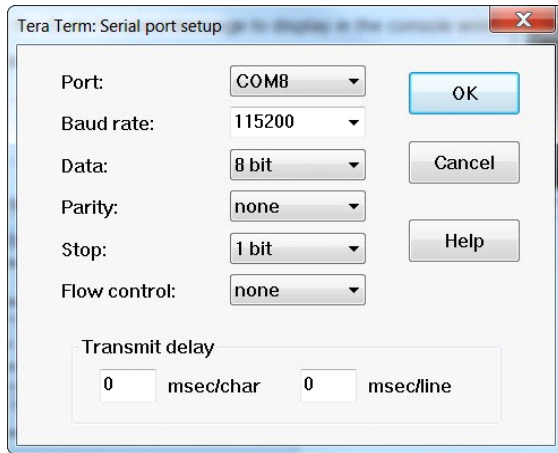 Tera Term: Serial port setup
Port: COM8
Baud rate: 115200
Data: 8 bit
Parity: none
Stop: 1 bit
Flow control: none
OK
Cancel
Help
Transmit delay
0 msec/char 0 msec/line